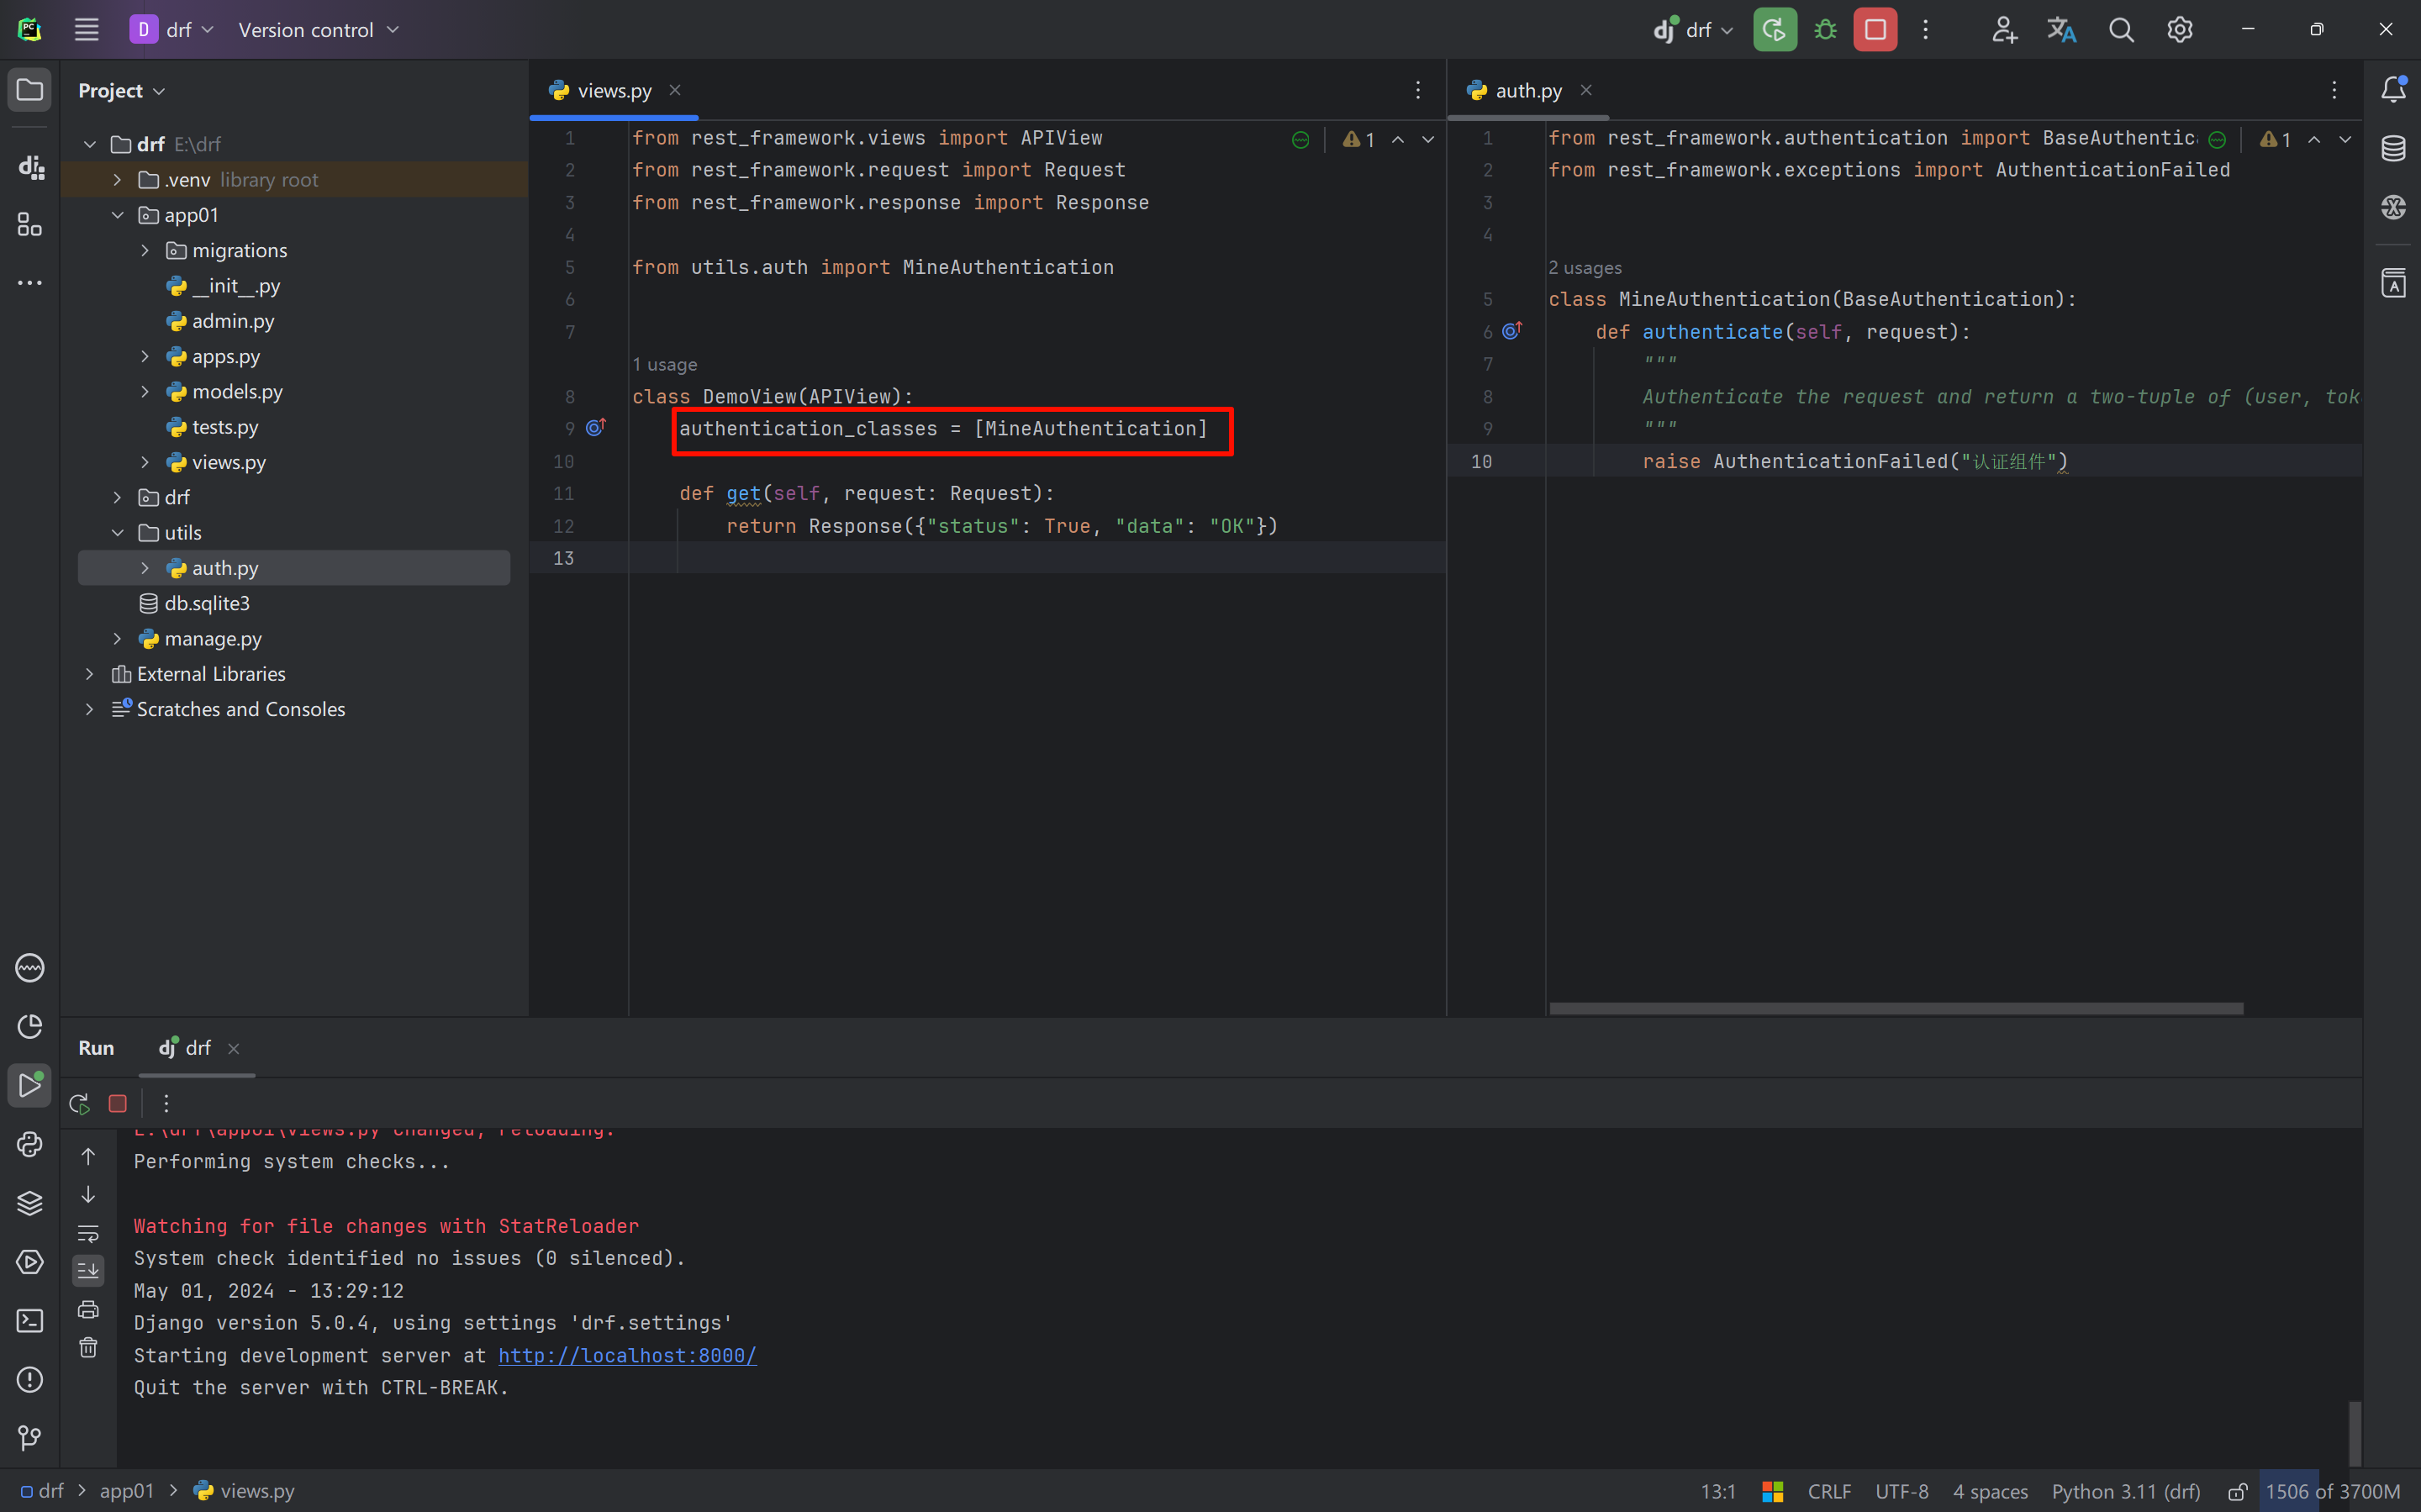 D drf Version control drf
Project
drf E:\drf
.venv library root
app01
migrations
__init__.py
admin.py
apps.py
models.py
tests.py
views.py
drf
utils
auth.py
db.sqlite3
manage.py
External Libraries
Scratches and Consoles
views.py
1 from rest_framework.views import APIView
2 from rest_framework.request import Request
3 from rest_framework.response import Response
4
5 from utils.auth import MineAuthentication
6
7
1 usage
8 class DemoView(APIView):
9 authentication_classes = [MineAuthentication]
10
11 def get(self, request: Request):
12 return Response({"status": True, "data": "OK"})
13
1
auth.py
1 from rest_framework.authentication import BaseAuthentic
2 from rest_framework.exceptions import AuthenticationFailed
3
4
2 usages
5 class MineAuthentication(BaseAuthentication):
6 def authenticate(self, request):
7 """
8 Authenticate the request and return a two-tuple of (user, tok
9 """
10 raise AuthenticationFailed("认证组件")
1
Run drf
E:\drf\app01\views.py changed, reloading.
Performing system checks...
Watching for file changes with StatReloader
System check identified no issues (0 silenced).
May 01, 2024 - 13:29:12
Django version 5.0.4, using settings 'drf.settings'
Starting development server at http://localhost:8000/
Quit the server with CTRL-BREAK.
drf > app01 > views.py
13:1 CRLF UTF-8 4 spaces Python 3.11 (drf) 1506 of 3700M